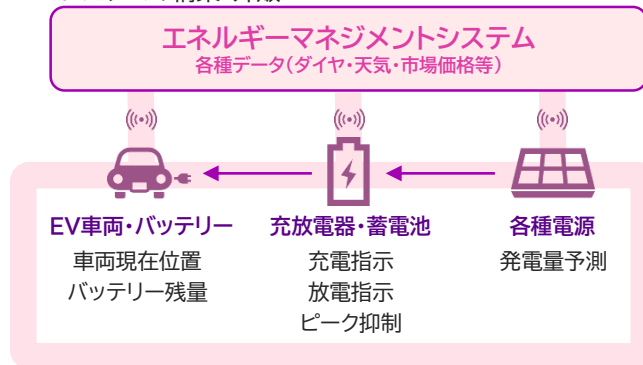 エネルギーマネジメントシステム
各種データ(ダイヤ・天気・市場価格等)
EV車両・バッテリー
車両現在位置
バッテリー残量
充放電器・蓄電池
充電指示
放電指示
ピーク抑制
各種電源
発電量予測